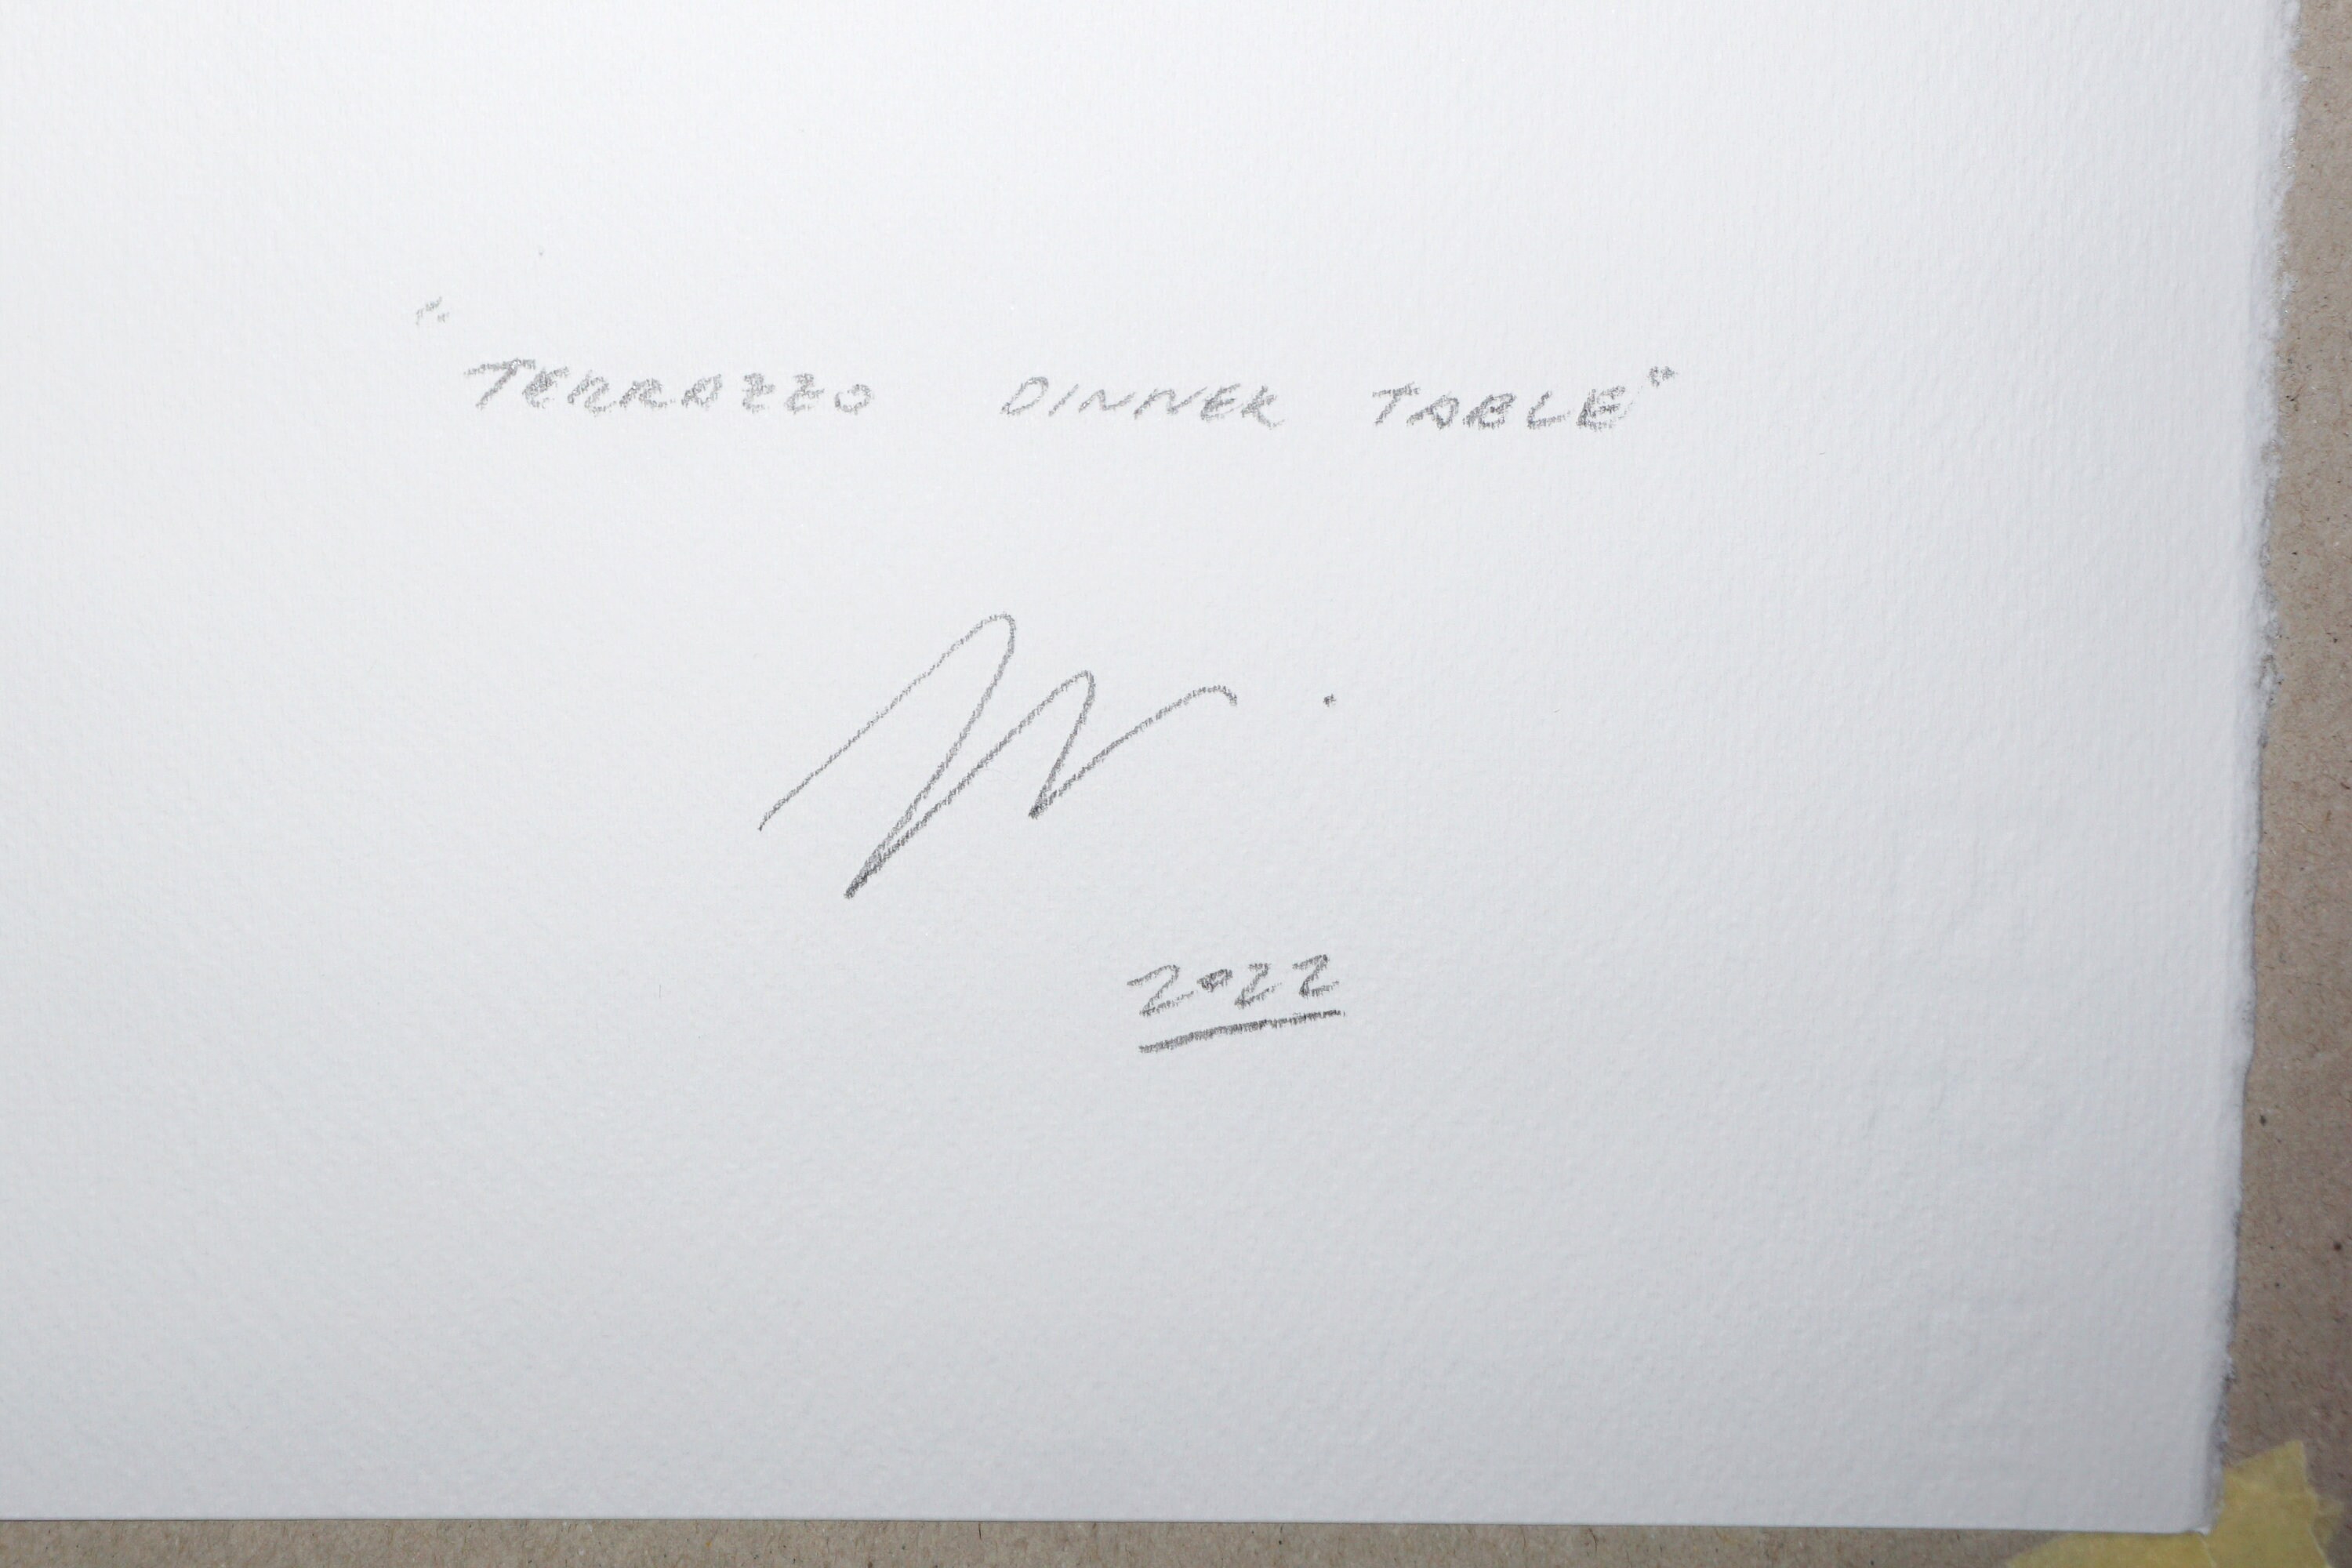 "TERRAZZO DINNER TABLE"
2022